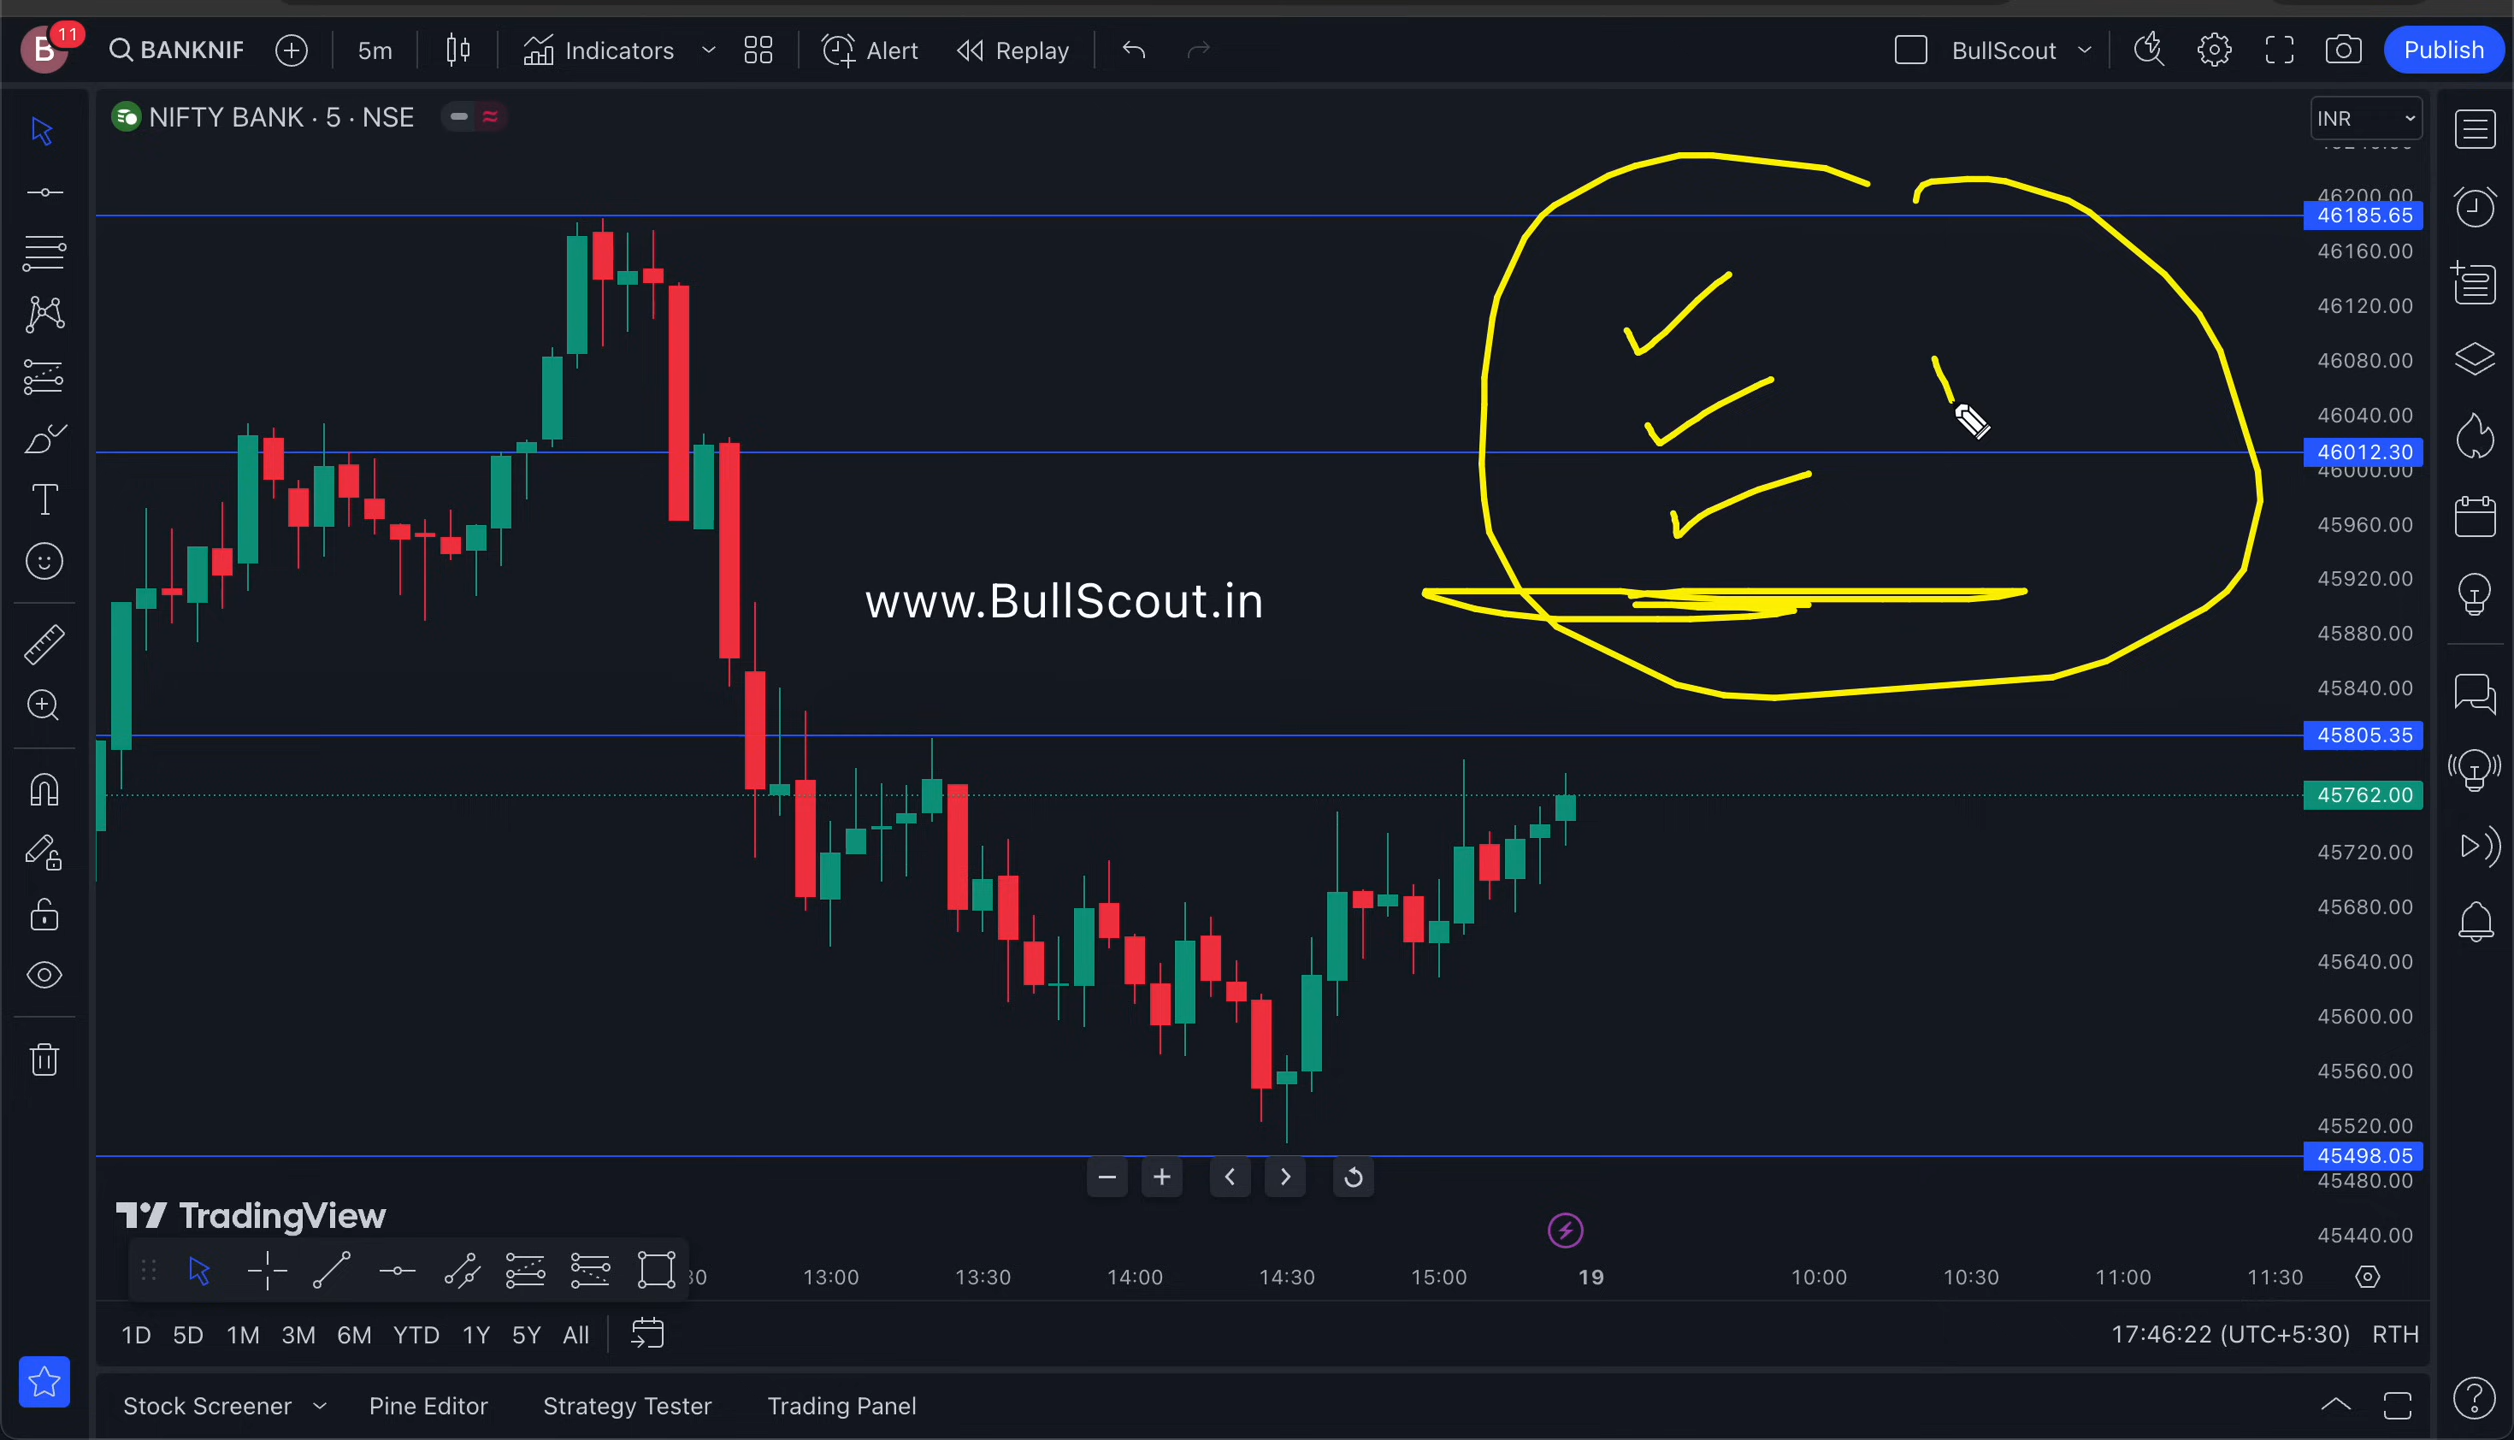 B 11 BANKNIF 5m Indicators Alert Replay BullScout Publish
NIFTY BANK · 5 · NSE
INR
46200.00
46185.65
46160.00
46120.00
46080.00
46040.00
46012.30
46000.00
45960.00
45920.00
www.BullScout.in
45880.00
45840.00
45805.35
45762.00
45720.00
45680.00
45640.00
45600.00
45560.00
45520.00
45498.05
45480.00
TradingView
45440.00
13:00 13:30 14:00 14:30 15:00 19 10:00 10:30 11:00 11:30
1D 5D 1M 3M 6M YTD 1Y 5Y All 17:46:22 (UTC+5:30) RTH
Stock Screener Pine Editor Strategy Tester Trading Panel